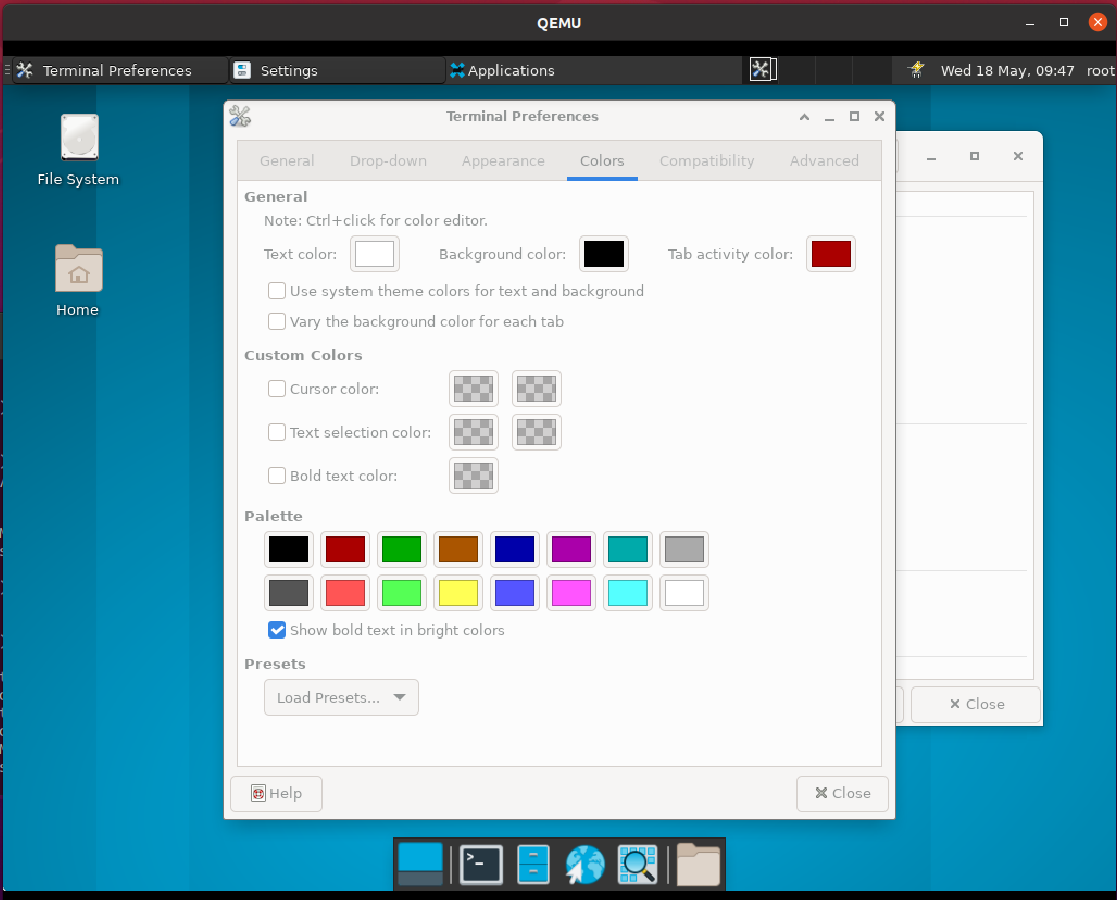 QEMU
Terminal Preferences
Settings
Applications
Wed 18 May, 09:47
root
File System
Home
Terminal Preferences
General
Drop-down
Appearance
Colors
Compatibility
Advanced
General
Note: Ctrl+click for color editor.
Text color:
Background color:
Tab activity color:
Use system theme colors for text and background
Vary the background color for each tab
Custom Colors
Cursor color:
Text selection color:
Bold text color:
Palette
Show bold text in bright colors
Presets
Load Presets...
Help
Close
Close